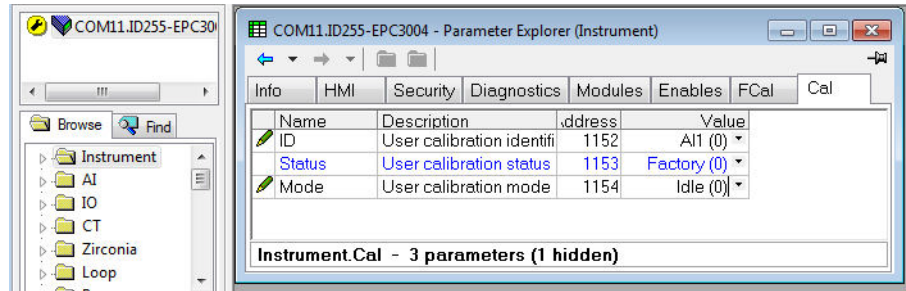 COM11.ID255-EPC30
Browse
Find
Instrument
AI
IO
CT
Zirconia
Loop
COM11.ID255-EPC3004 - Parameter Explorer (Instrument)
Info HMI Security Diagnostics Modules Enables FCal Cal
Name Description Address Value
ID User calibration identifi 1152 AI1 (0)
Status User calibration status 1153 Factory (0)
Mode User calibration mode 1154 Idle (0)
Instrument.Cal - 3 parameters (1 hidden)